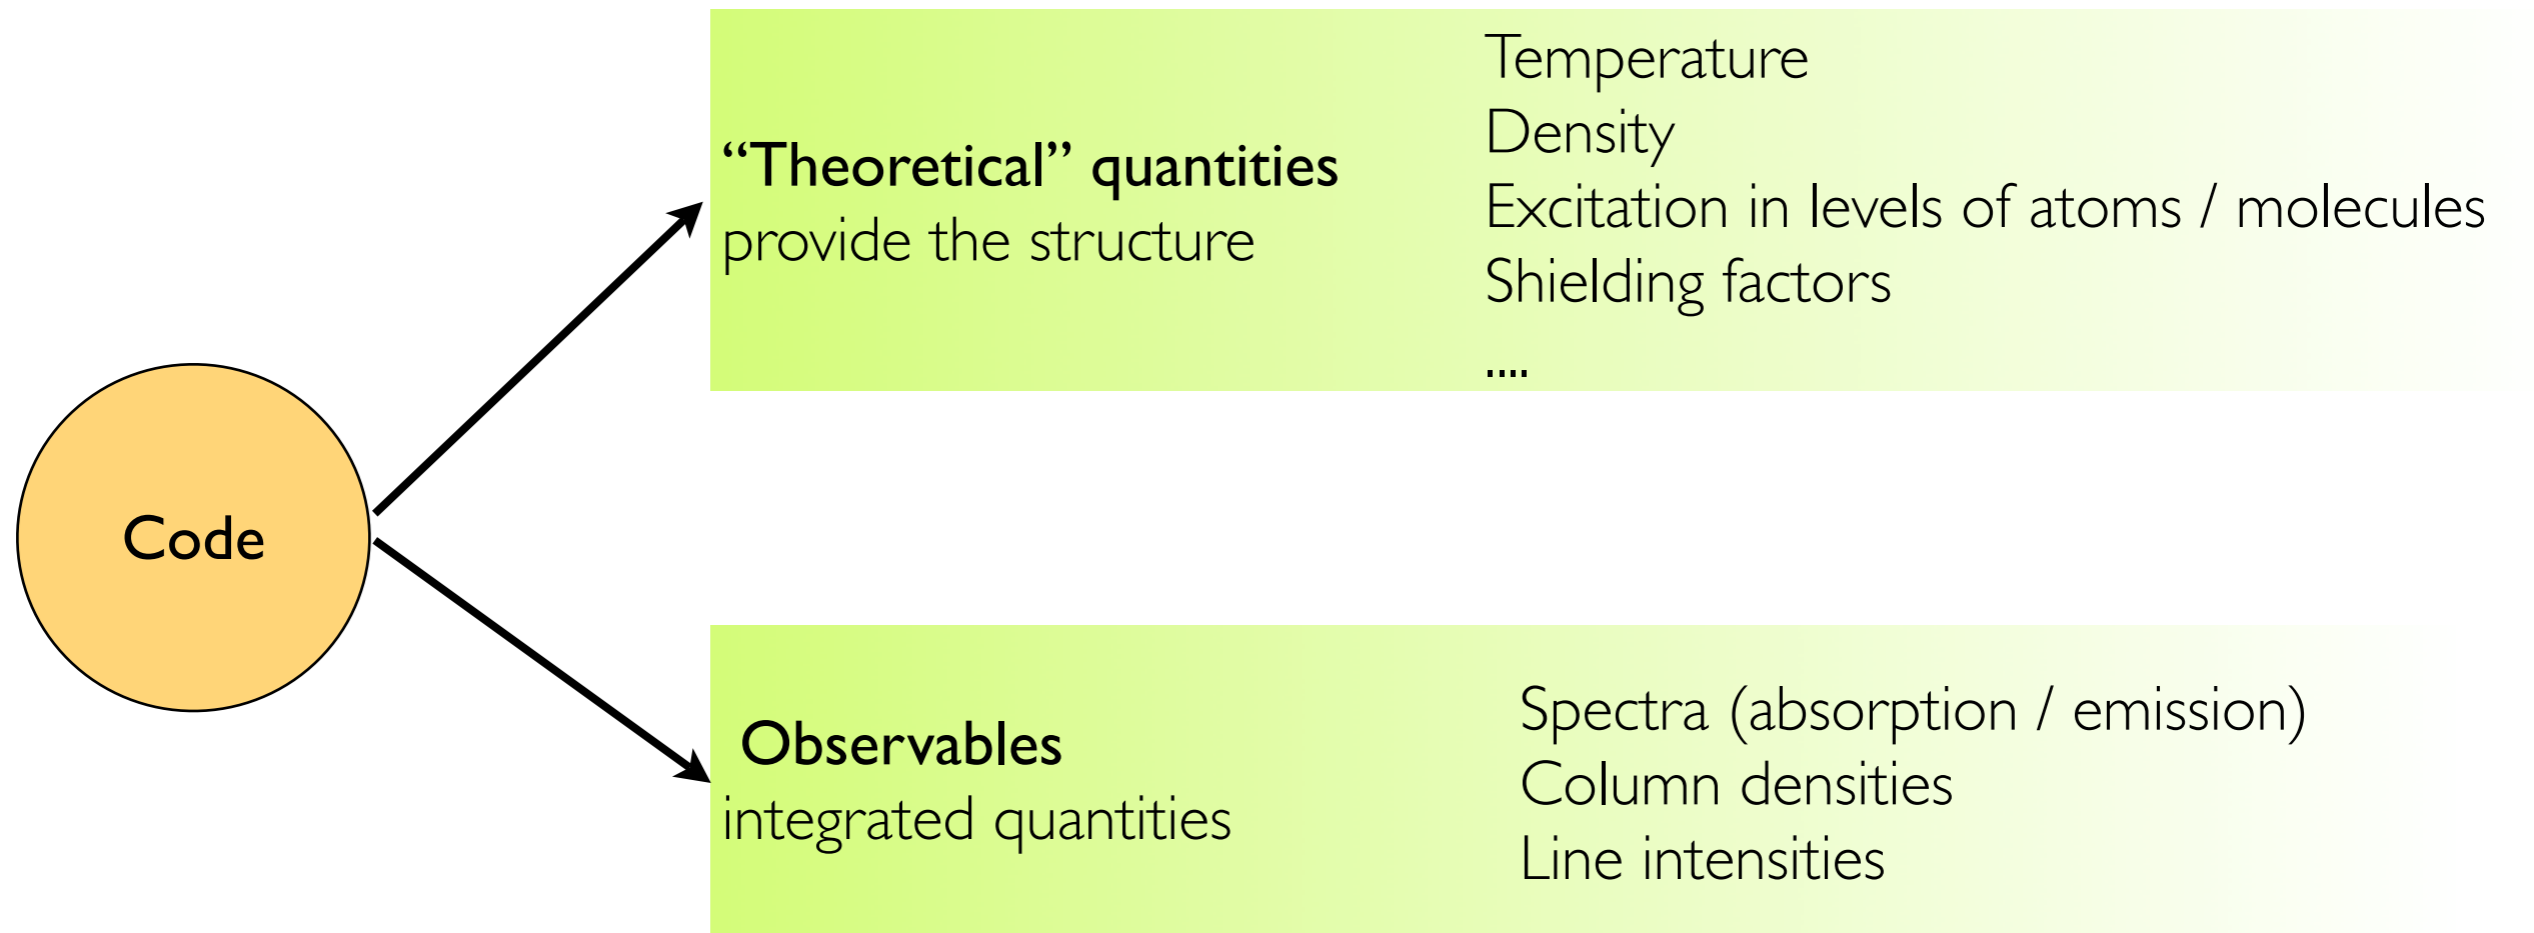 Code
“Theoretical” quantities
provide the structure
Temperature
Density
Excitation in levels of atoms / molecules
Shielding factors
....
Observables
integrated quantities
Spectra (absorption / emission)
Column densities
Line intensities